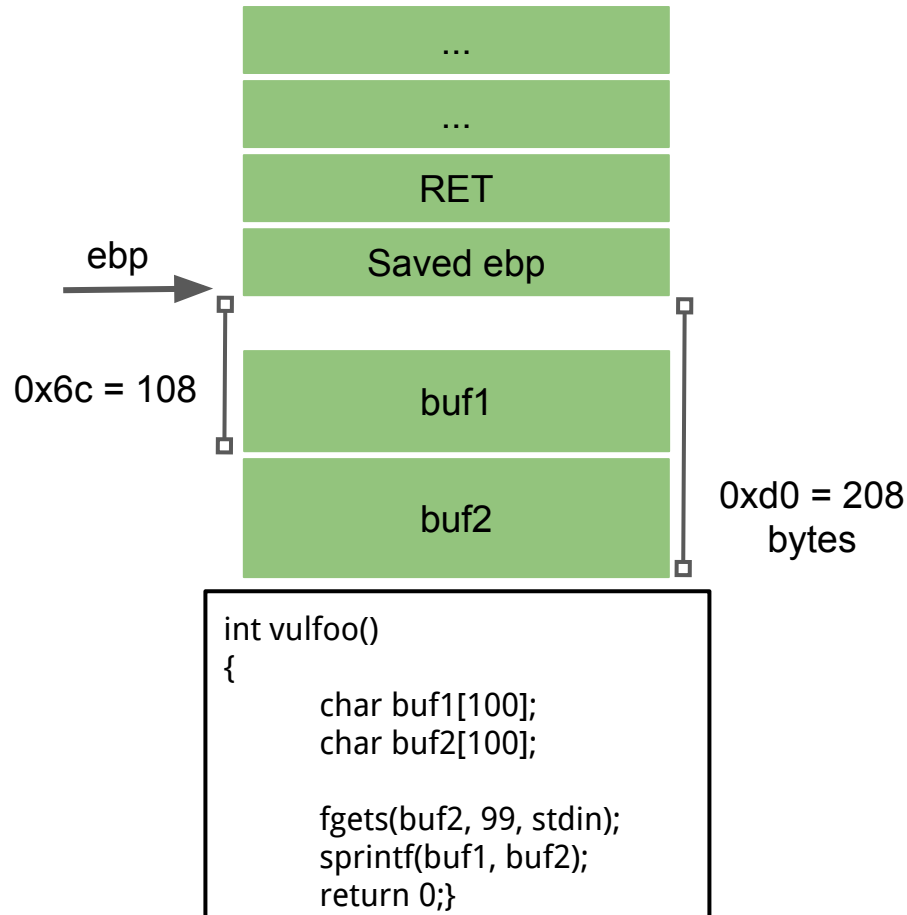 ...
...
RET
ebp
Saved ebp
0x6c = 108
buf1
buf2
0xd0 = 208
bytes
int vulfoo()
{
char buf1[100];
char buf2[100];
fgets(buf2, 99, stdin);
sprintf(buf1, buf2);
return 0;}